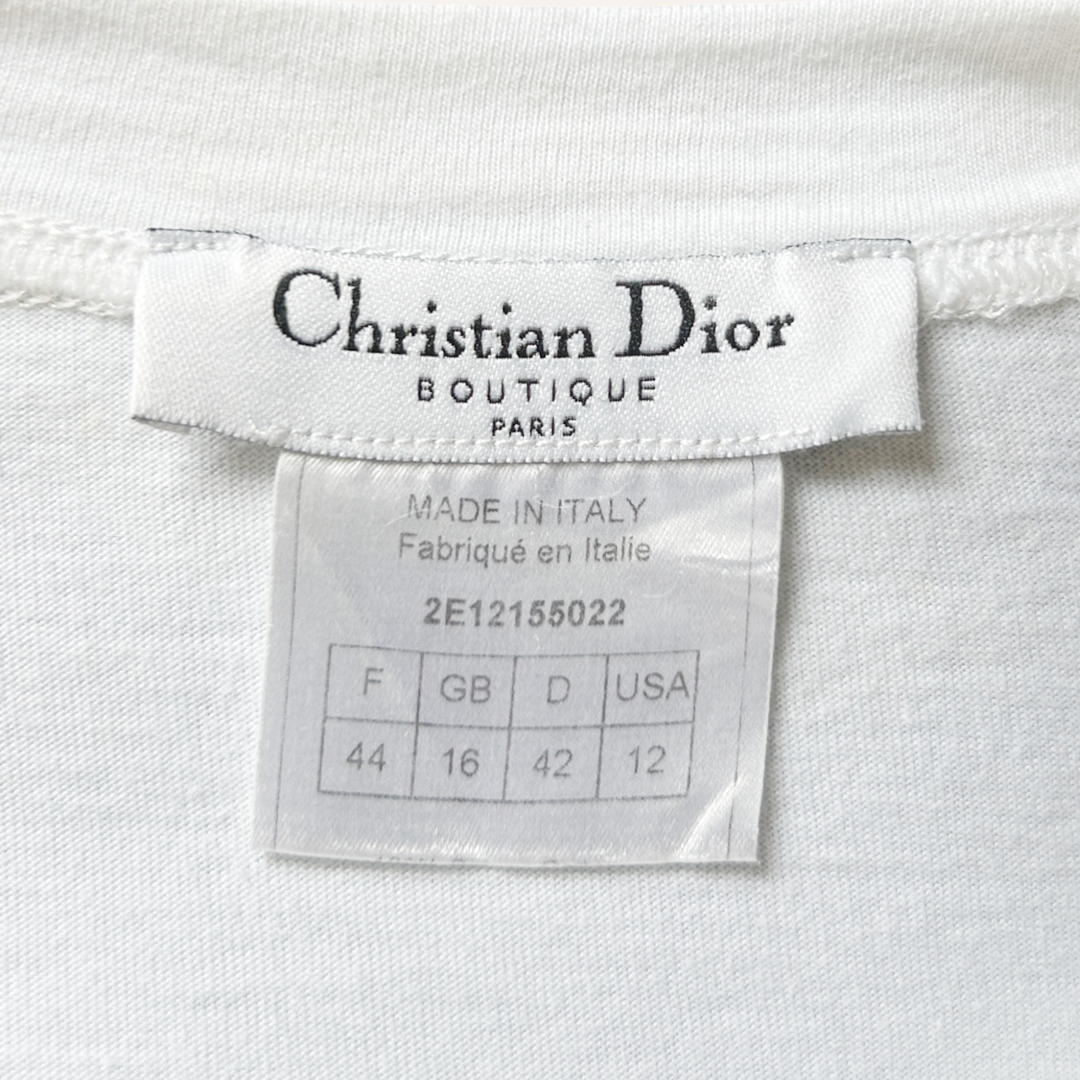 Christian Dior
BOUTIQUE
PARIS
MADE IN ITALY
Fabriqué en Italie
2E12155022
F GB D USA
44 16 42 12